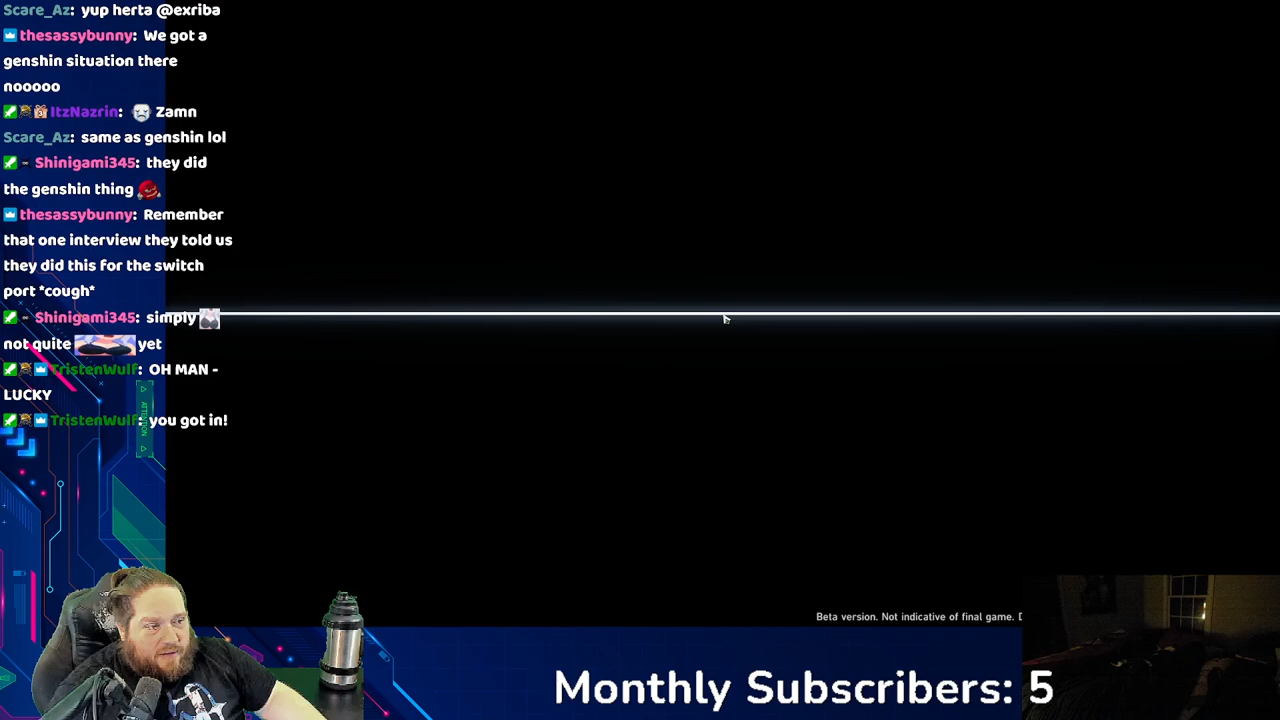 Scare_Az: yup herta @exriba
thesassybunny: We got a
genshin situation there
nooooo
ItzNazrin: Zamn
Scare_Az: same as genshin lol
Shinigami345: they did
the genshin thing
thesassybunny: Remember
that one interview they told us
they did this for the switch
port *cough*
Shinigami345: simply
not quite yet
TristenWulf: OH MAN -
LUCKY
TristenWulf: you got in!
ATTENTION
Beta version. Not indicative of final game. D
Monthly Subscribers: 5